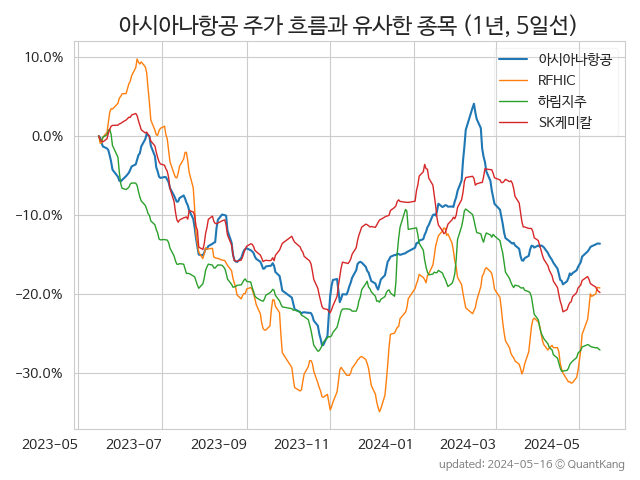 아시아나항공 주가 흐름과 유사한 종목 (1년, 5일선)
아시아나항공
RFHIC
하림지주
SK케미칼
10.0%
0.0%
−10.0%
−20.0%
−30.0%
2023-05 2023-07 2023-09 2023-11 2024-01 2024-03 2024-05
updated: 2024-05-16 © QuantKang